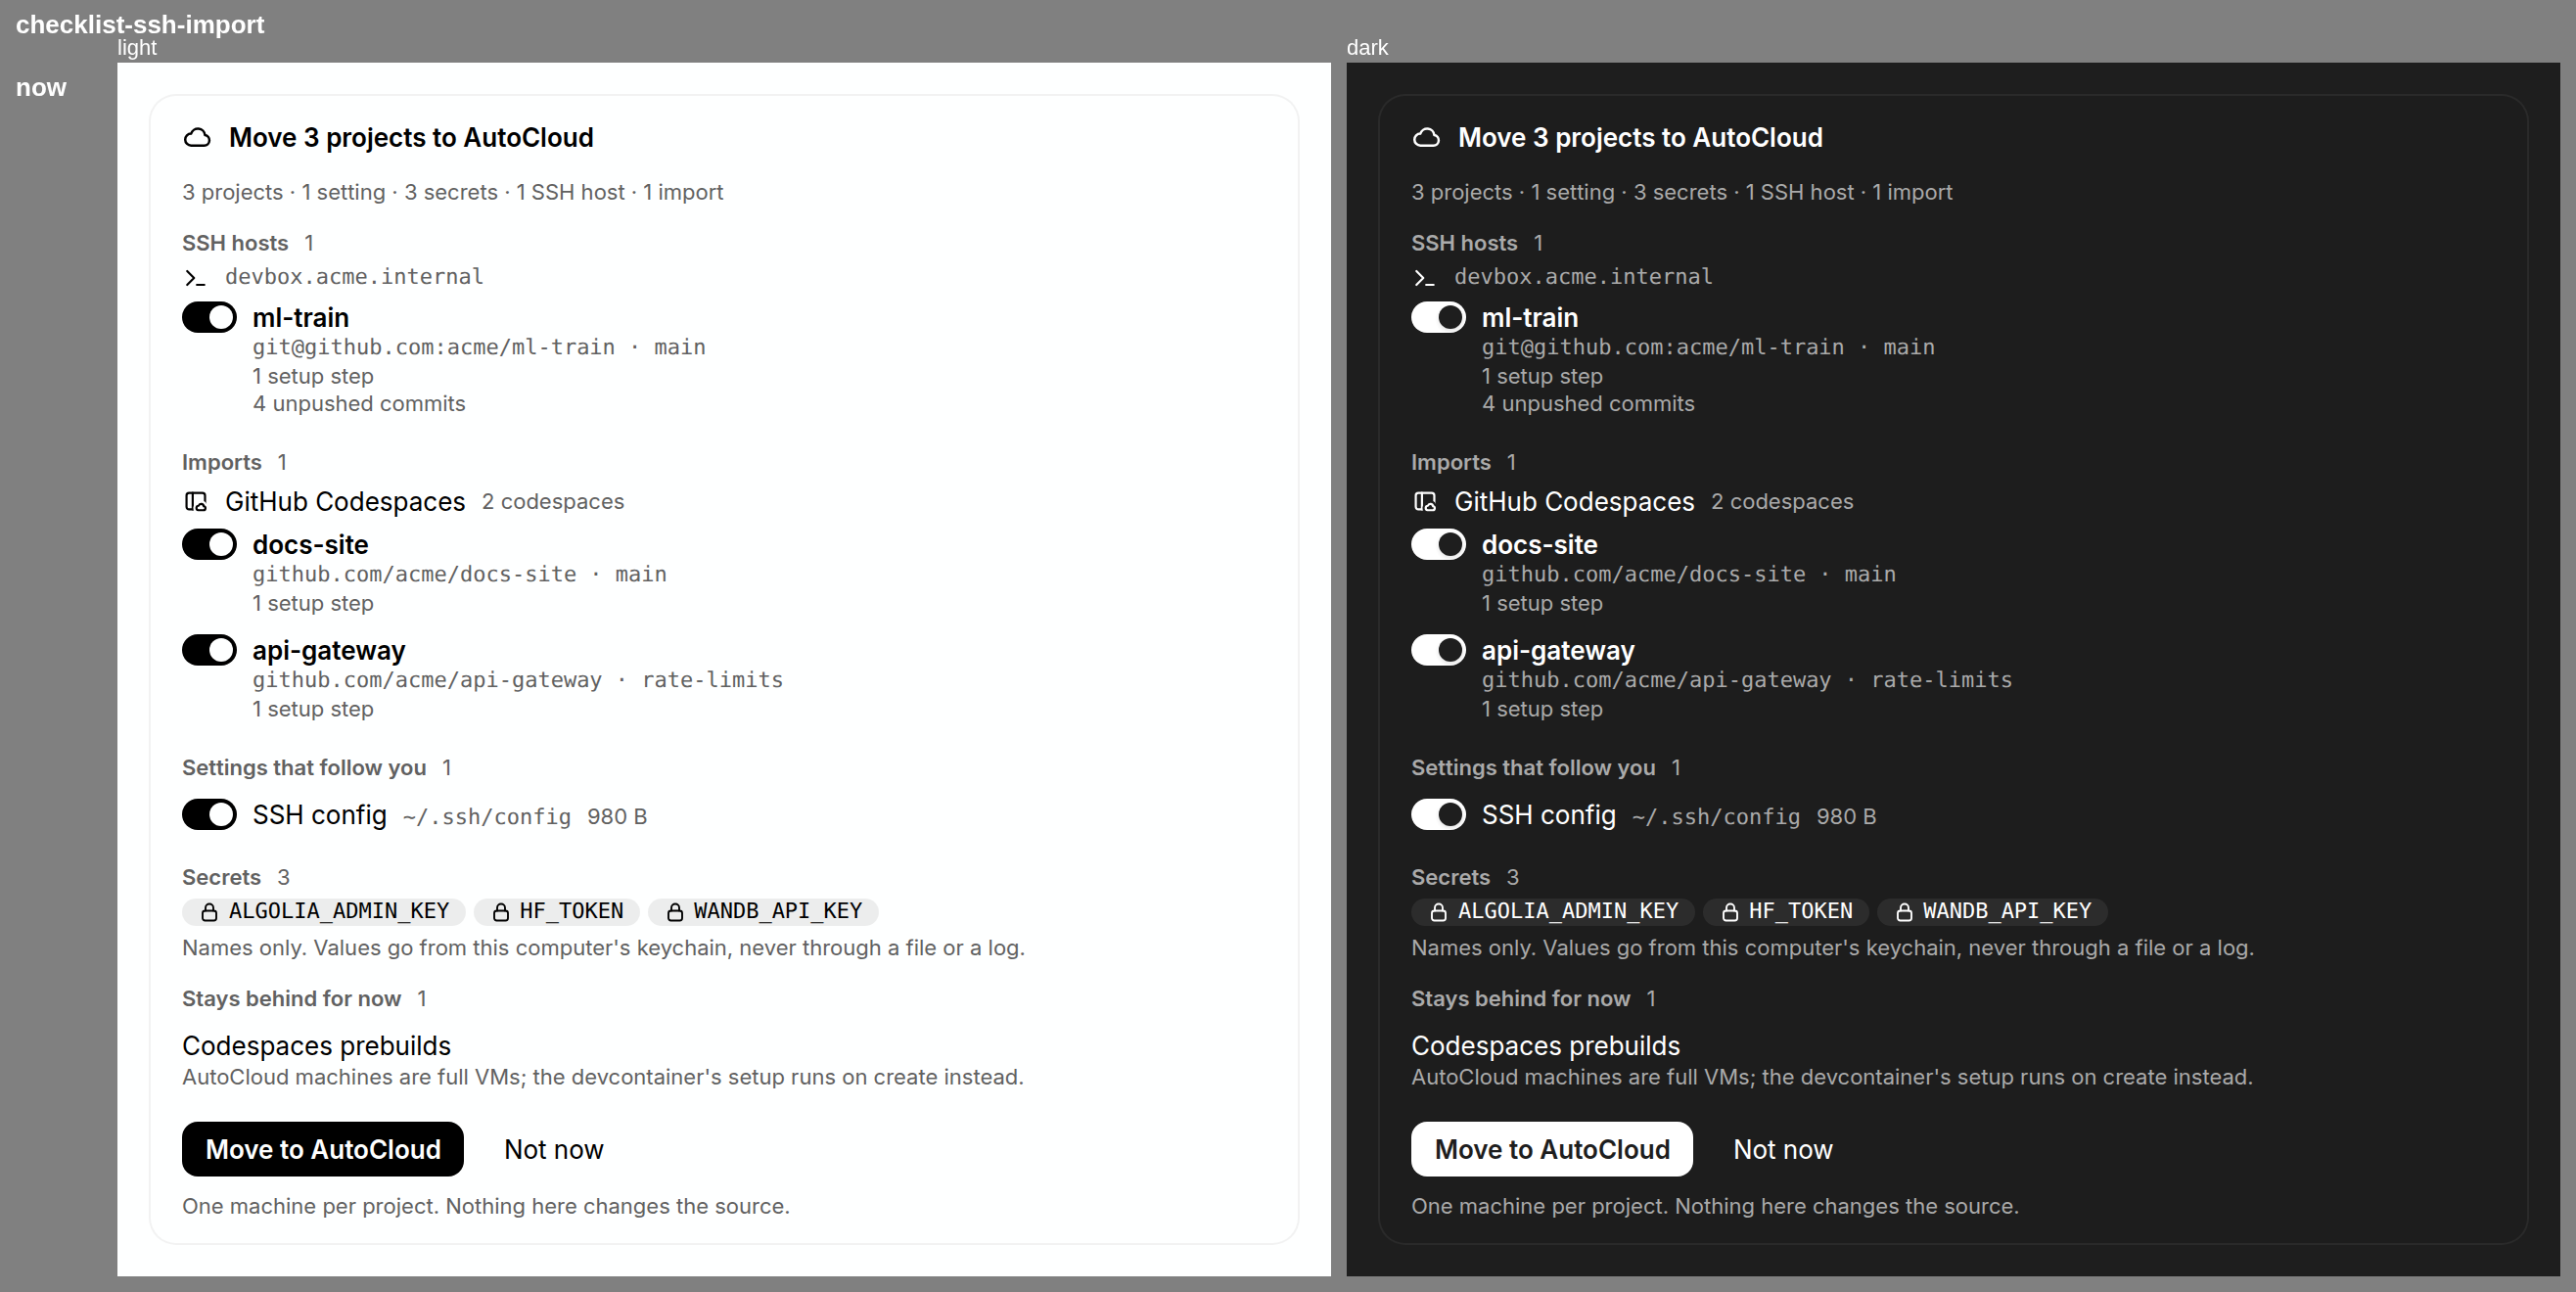 checklist-ssh-import
light
now
Move 3 projects to AutoCloud
3 projects · 1 setting · 3 secrets · 1 SSH host · 1 import
SSH hosts 1
devbox.acme.internal
ml-train
git@github.com:acme/ml-train · main
1 setup step
4 unpushed commits
Imports 1
GitHub Codespaces 2 codespaces
docs-site
github.com/acme/docs-site · main
1 setup step
api-gateway
github.com/acme/api-gateway · rate-limits
1 setup step
Settings that follow you 1
SSH config ~/.ssh/config 980 B
Secrets 3
ALGOLIA_ADMIN_KEY HF_TOKEN WANDB_API_KEY
Names only. Values go from this computer's keychain, never through a file or a log.
Stays behind for now 1
Codespaces prebuilds
AutoCloud machines are full VMs; the devcontainer's setup runs on create instead.
Move to AutoCloud Not now
One machine per project. Nothing here changes the source.
dark
Move 3 projects to AutoCloud
3 projects · 1 setting · 3 secrets · 1 SSH host · 1 import
SSH hosts 1
devbox.acme.internal
ml-train
git@github.com:acme/ml-train · main
1 setup step
4 unpushed commits
Imports 1
GitHub Codespaces 2 codespaces
docs-site
github.com/acme/docs-site · main
1 setup step
api-gateway
github.com/acme/api-gateway · rate-limits
1 setup step
Settings that follow you 1
SSH config ~/.ssh/config 980 B
Secrets 3
ALGOLIA_ADMIN_KEY HF_TOKEN WANDB_API_KEY
Names only. Values go from this computer's keychain, never through a file or a log.
Stays behind for now 1
Codespaces prebuilds
AutoCloud machines are full VMs; the devcontainer's setup runs on create instead.
Move to AutoCloud Not now
One machine per project. Nothing here changes the source.